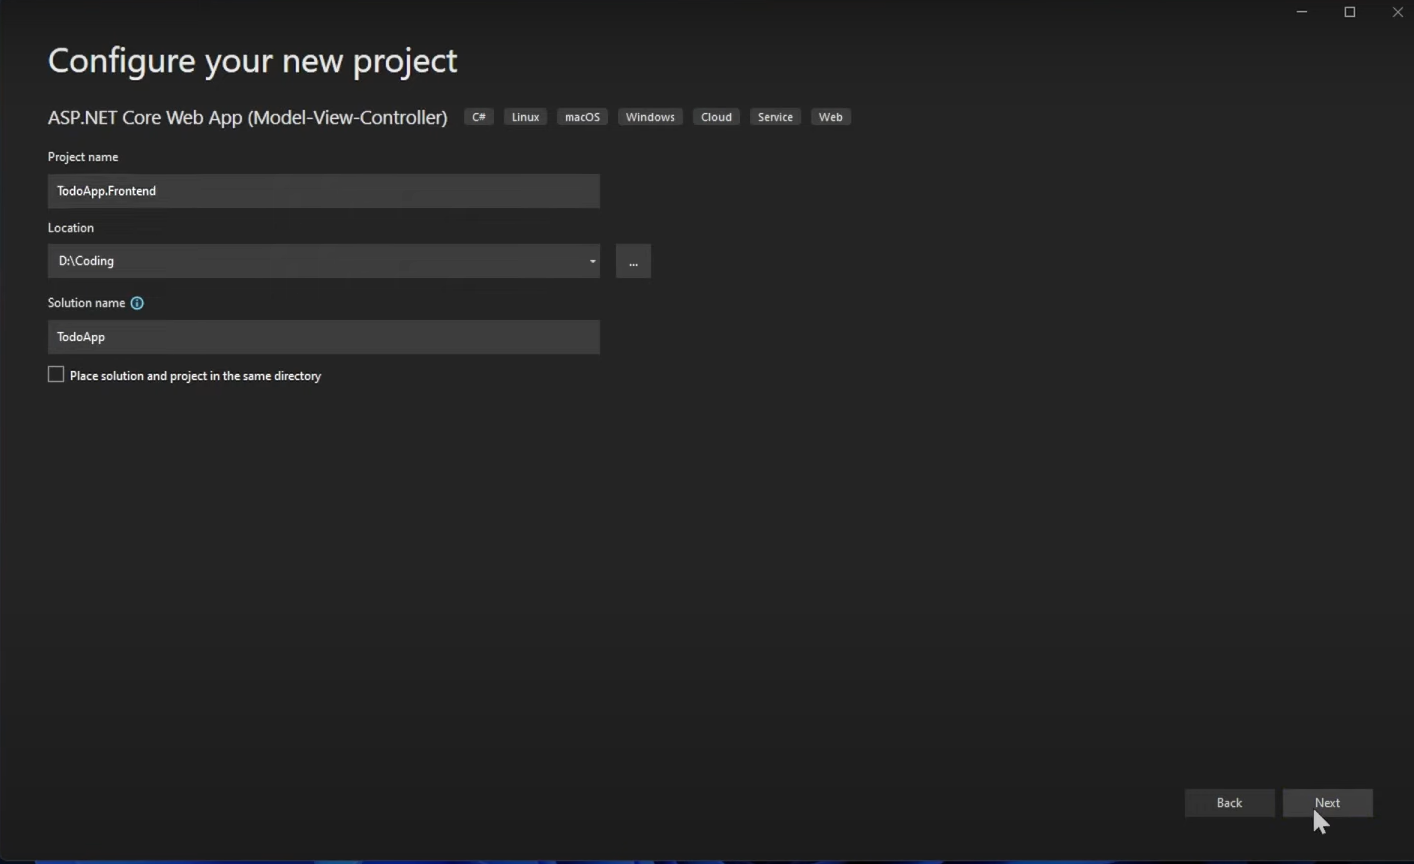 Configure your new project
ASP.NET Core Web App (Model-View-Controller) C# Linux macOS Windows Cloud Service Web
Project name
TodoApp.Frontend
Location
D:\Coding
...
Solution name
TodoApp
Place solution and project in the same directory
Back Next